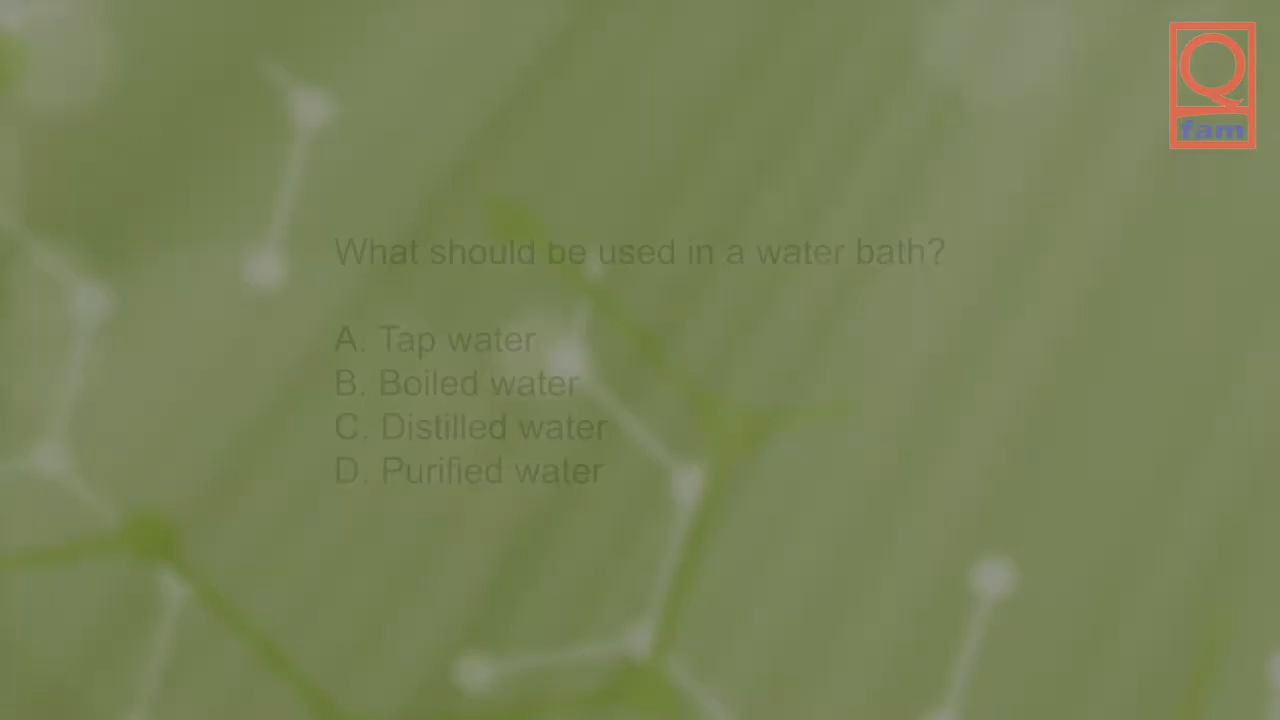 Q
fam
What should be used in a water bath?
A. Tap water
B. Boiled water
C. Distilled water
D. Purified water